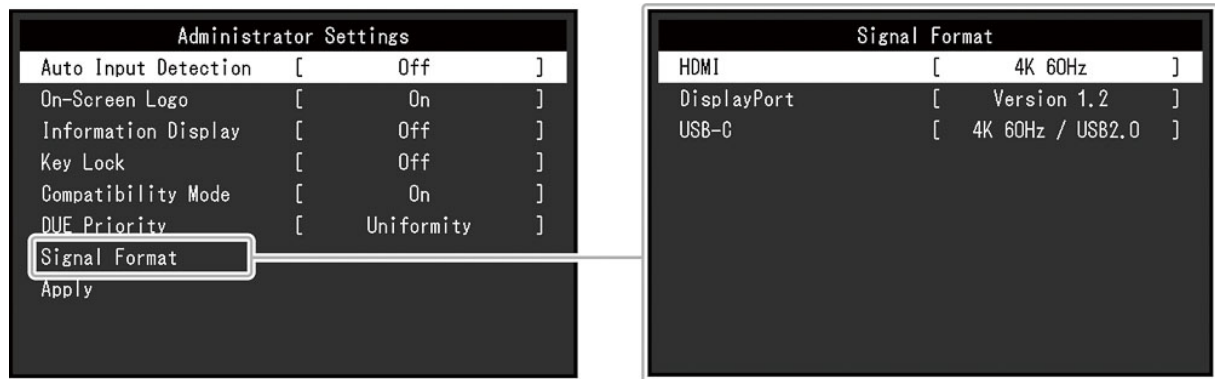 Administrator Settings
Auto Input Detection [ Off ]
On-Screen Logo [ On ]
Information Display [ Off ]
Key Lock [ Off ]
Compatibility Mode [ On ]
DUE Priority [ Uniformity ]
Signal Format
Apply
Signal Format
HDMI [ 4K 60Hz ]
DisplayPort [ Version 1.2 ]
USB-C [ 4K 60Hz / USB2.0 ]